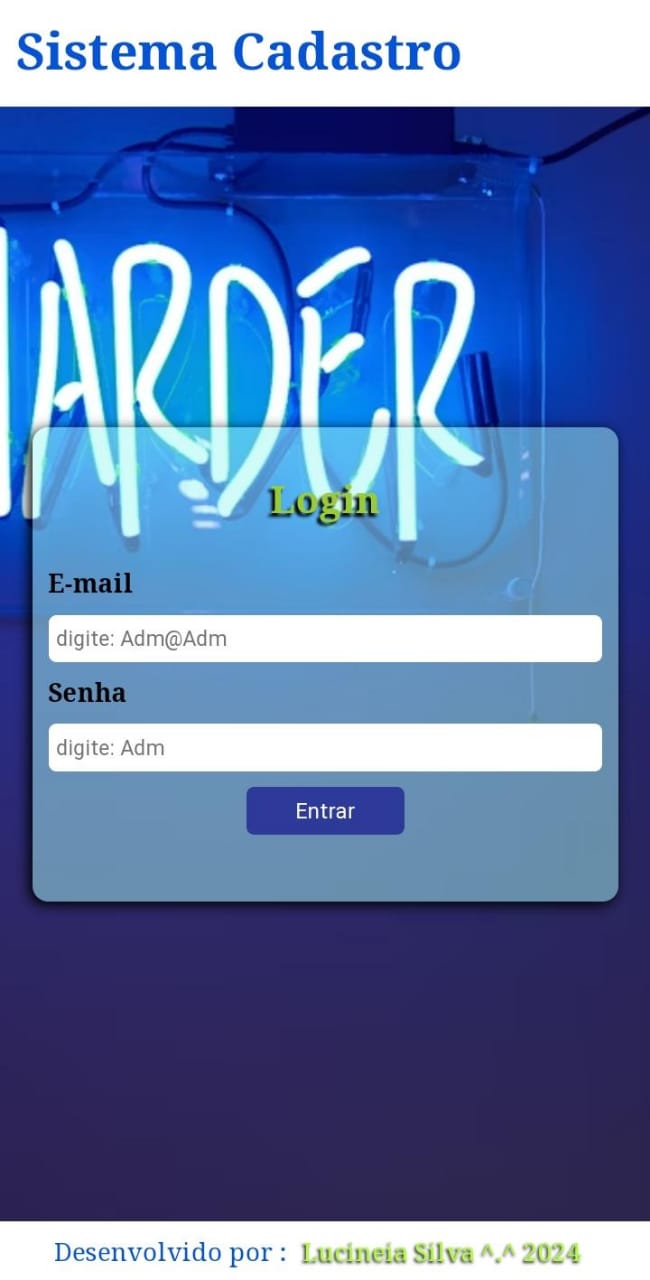 Sistema Cadastro
ARDER
Login
E-mail
digite: Adm@Adm
Senha
digite: Adm
Entrar
Desenvolvido por : Lucineia Silva ^.^ 2024